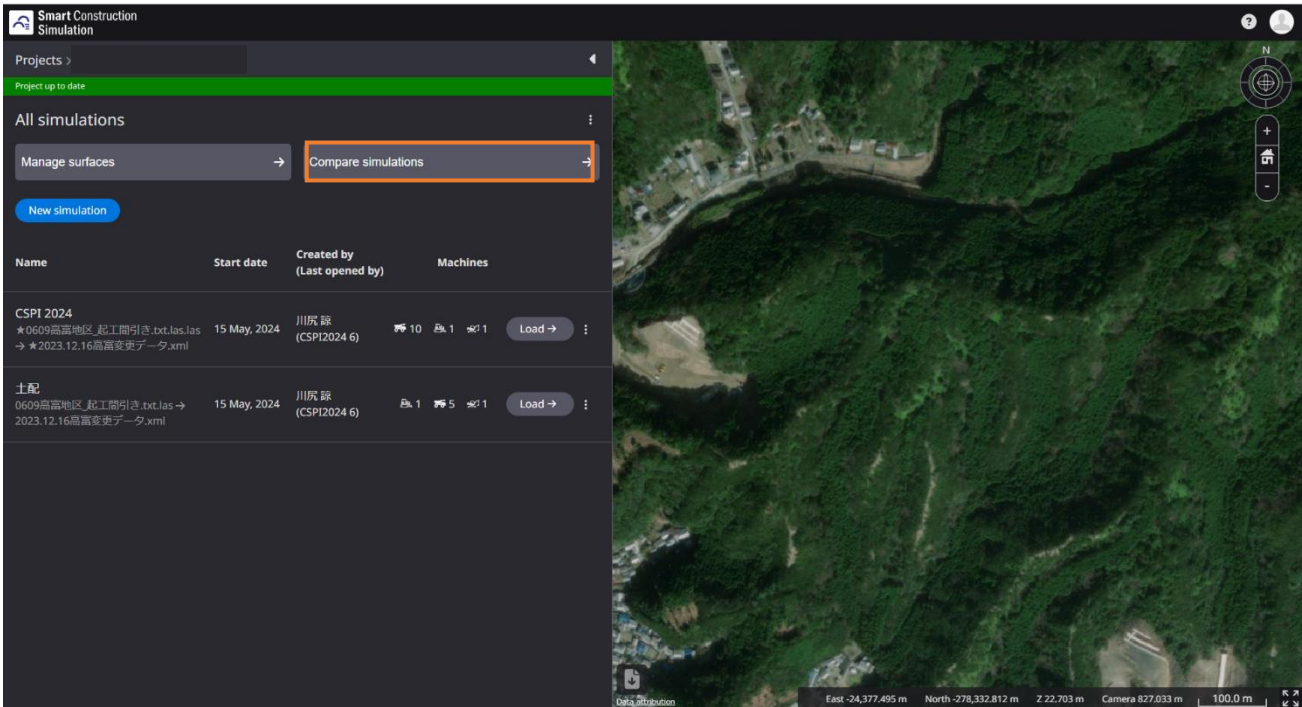 Smart Construction
Simulation
?
Projects >
Project up to date
All simulations
Manage surfaces →
Compare simulations →
New simulation
Name
Start date
Created by
(Last opened by)
Machines
CSPI 2024
★0609高富地区_起工間引き.txt.las.las
→ ★2023.12.16高富変更データ.xml
15 May, 2024
川尻 諒
(CSPI2024 6)
10 1 1
Load →
土配
0609高富地区_起工間引き.txt.las →
2023.12.16高富変更データ.xml
15 May, 2024
川尻 諒
(CSPI2024 6)
1 5 1
Load →
N
+
-
Data attribution
East -24,377.495 m North -278,332.812 m Z 22.703 m Camera 827.033 m 100.0 m